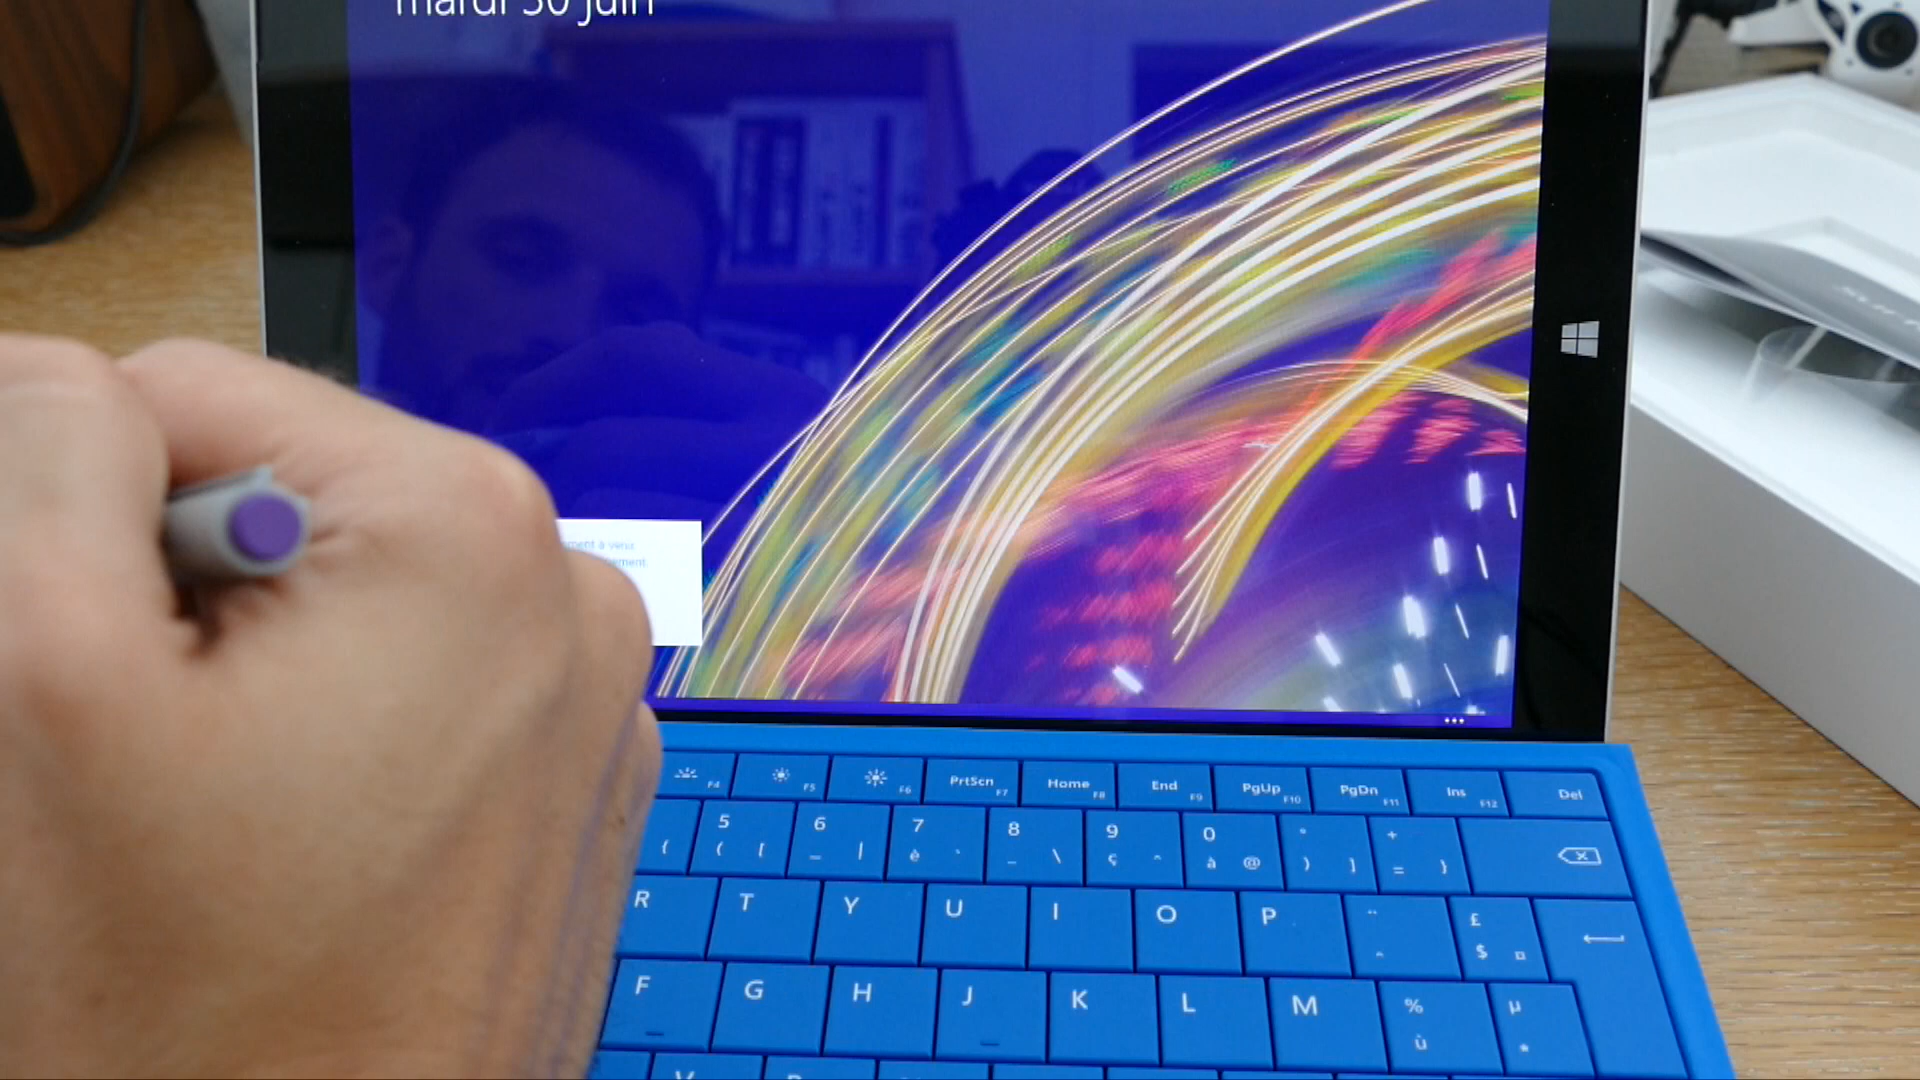 mardi 30 juin
à venir.
F4 F5 F6 PrtScn F7 Home F8 End F9 PgUp F10 PgDn F11 Ins F12 Del
{ 5 ( [ 6 _ | 7 è ` 8 _ \ 9 ç ^ 0 à @ ° ) ] + = }
R T Y U I O P ¨ ^ £ $ ¤
F G H J K L M % ù µ *